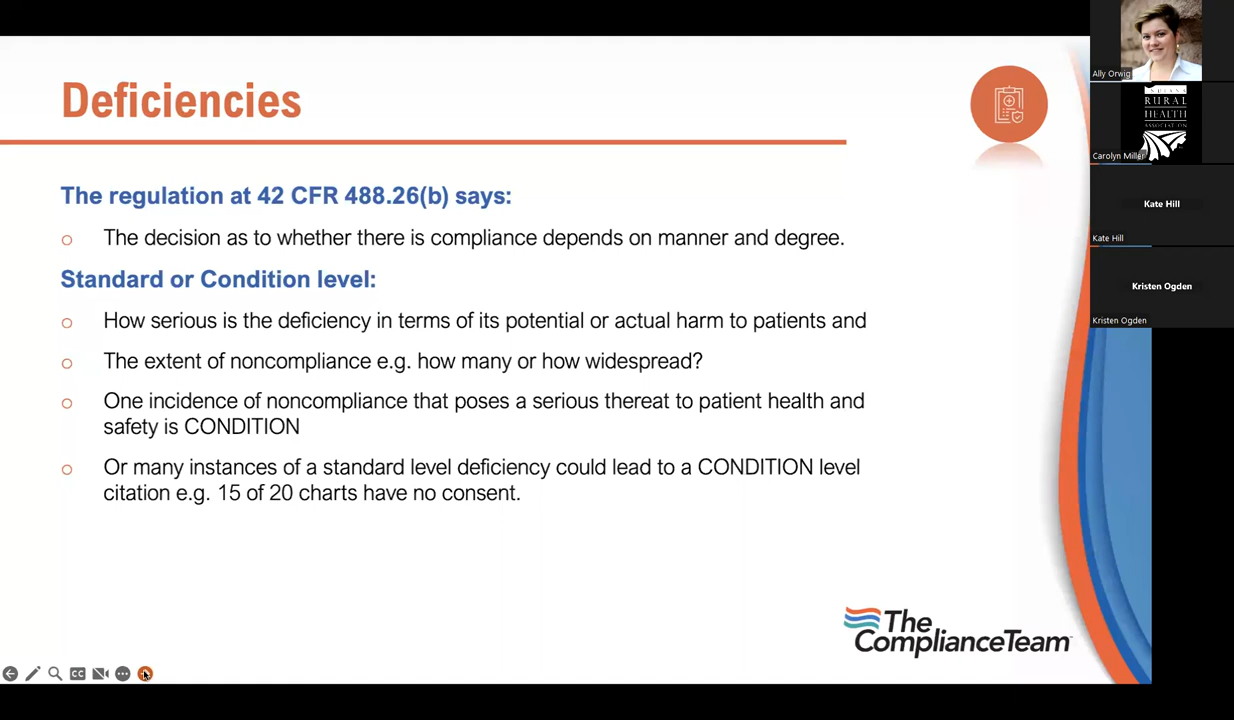 Deficiencies
The regulation at 42 CFR 488.26(b) says:
The decision as to whether there is compliance depends on manner and degree.
Standard or Condition level:
How serious is the deficiency in terms of its potential or actual harm to patients and
The extent of noncompliance e.g. how many or how widespread?
One incidence of noncompliance that poses a serious thereat to patient health and
safety is CONDITION
Or many instances of a standard level deficiency could lead to a CONDITION level
citation e.g. 15 of 20 charts have no consent.
The
ComplianceTeam
CC
Ally Orwig
INDIANA
RURAL
HEALTH
ASSOCIATION
Carolyn Miller
Kate Hill
Kate Hill
Kristen Ogden
Kristen Ogden